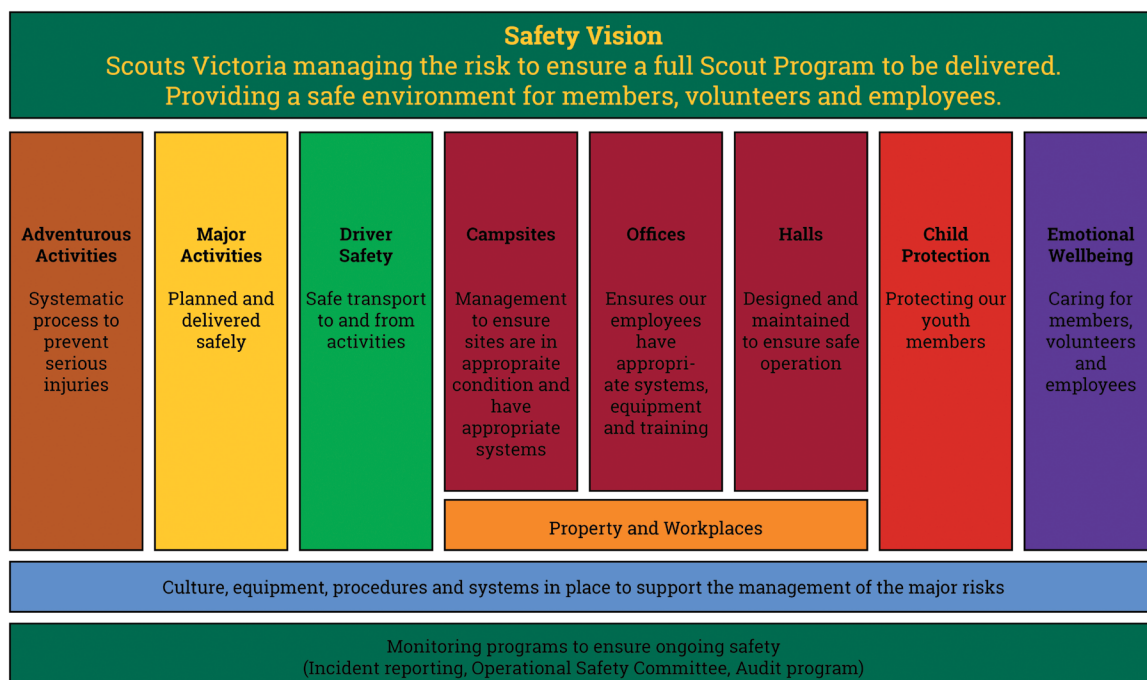 Safety Vision
Scouts Victoria managing the risk to ensure a full Scout Program to be delivered.
Providing a safe environment for members, volunteers and employees.
Adventurous
Activities
Systematic
process to
prevent
serious
injuries
Major
Activities
Planned and
delivered
safely
Driver
Safety
Safe transport
to and from
activities
Campsites
Management
to ensure
sites are in
appropraite
condition and
have
appropriate
systems
Offices
Ensures our
employees
have
appropri-
ate systems,
equipment
and training
Halls
Designed and
maintained
to ensure safe
operation
Property and Workplaces
Child
Protection
Protecting our
youth
members
Emotional
Wellbeing
Caring for
members,
volunteers
and
employees
Culture, equipment, procedures and systems in place to support the management of the major risks
Monitoring programs to ensure ongoing safety
(Incident reporting, Operational Safety Committee, Audit program)